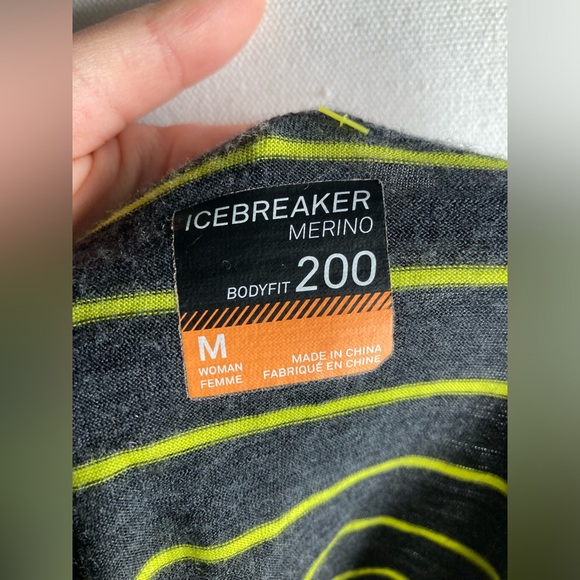 ICEBREAKER
MERINO
BODYFIT 200
M
WOMAN
FEMME
MADE IN CHINA
FABRIQUÉ EN CHINE